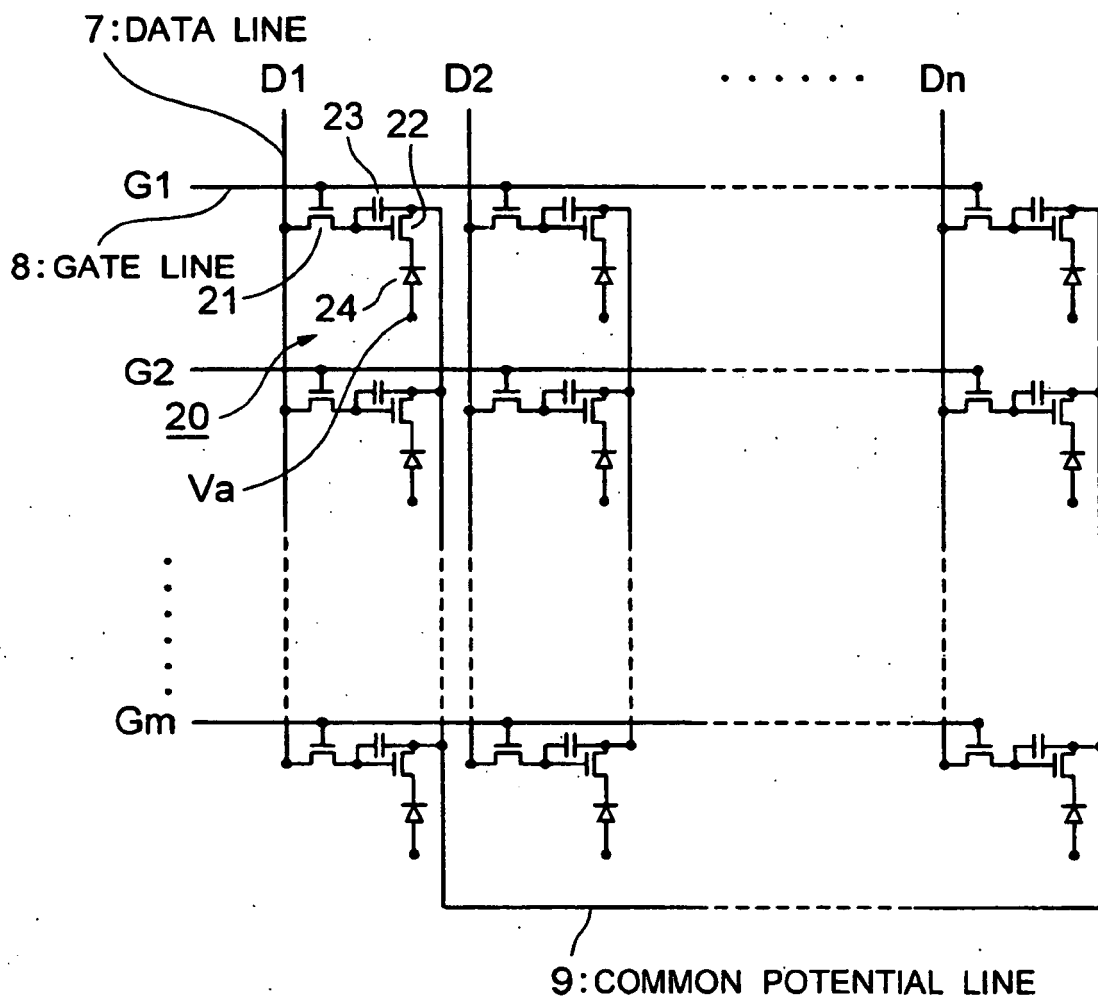 7:DATA LINE
D1 D2 ...... Dn
23 22
G1
8:GATE LINE
21 24
G2
20
Va
Gm
9:COMMON POTENTIAL LINE